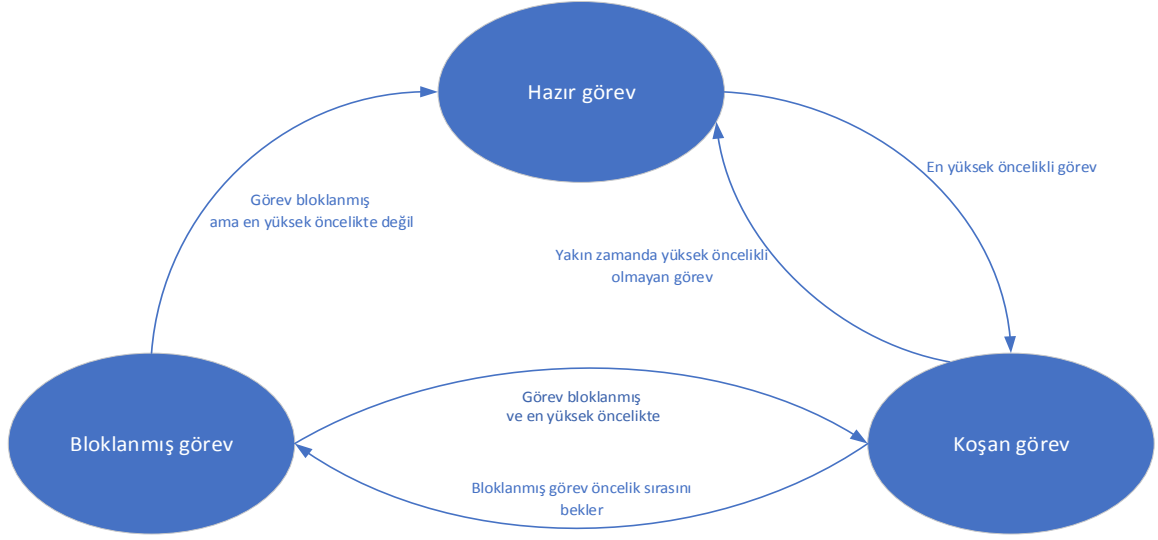 Hazır görev
En yüksek öncelikli görev
Görev bloklanmış
ama en yüksek öncelikte değil
Yakın zamanda yüksek öncelikli
olmayan görev
Görev bloklanmış
ve en yüksek öncelikte
Bloklanmış görev
Koşan görev
Bloklanmış görev öncelik sırasını
bekler